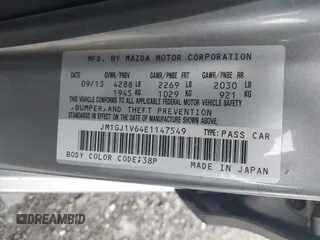 MFD. BY MAZDA MOTOR CORPORATION
DATE GVWR/PNBV GAWR/PNBE FRT GAWR/PNBE RR
09/13 4288 LB 2269 LB 2030 LB
1945 KG 1029 KG 921 KG
THIS VEHICLE CONFORMS TO ALL APPLICABLE FEDERAL MOTOR VEHICLE SAFETY
,BUMPER,AND THEFT PREVENTION
STANDARDS IN EFFECT ON THE DATE OF MANUFACTURE SHOWN ABOVE.
JM1GJ1V64E1147549 TYPE:PASS CAR
BODY COLOR CODE:38P MADE IN JAPAN
DREAMBID